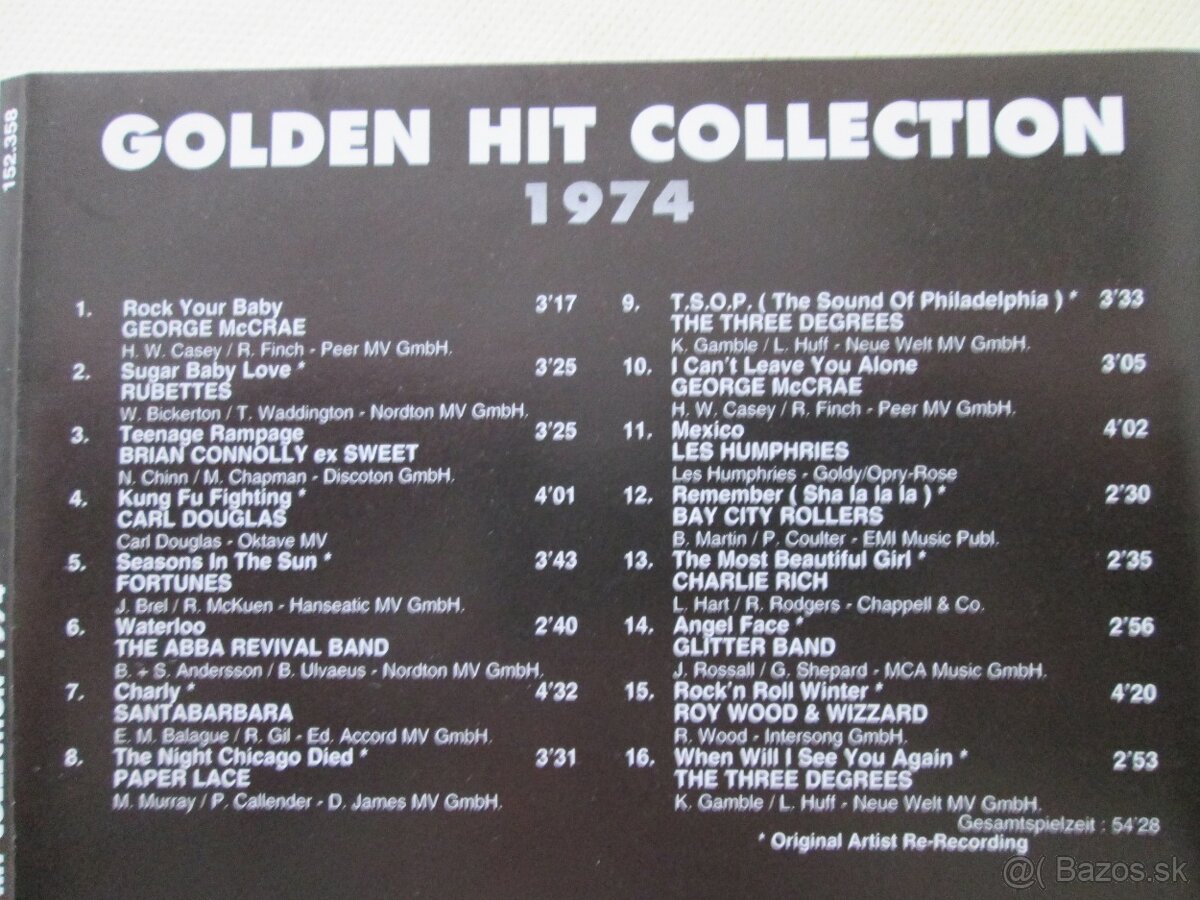 152.358
GOLDEN HIT COLLECTION
1974
1. Rock Your Baby 3'17
GEORGE McCRAE
H. W. Casey / R. Finch - Peer MV GmbH.
2. Sugar Baby Love * 3'25
RUBETTES
W. Bickerton / T. Waddington - Nordton MV GmbH.
3. Teenage Rampage 3'25
BRIAN CONNOLLY ex SWEET
N. Chinn / M. Chapman - Discoton GmbH.
4. Kung Fu Fighting * 4'01
CARL DOUGLAS
Carl Douglas - Oktave MV
5. Seasons In The Sun * 3'43
FORTUNES
J. Brel / R. McKuen - Hanseatic MV GmbH.
6. Waterloo 2'40
THE ABBA REVIVAL BAND
B. + S. Andersson / B. Ulvaeus - Nordton MV GmbH.
7. Charly * 4'32
SANTABARBARA
E. M. Balague / R. Gil - Ed. Accord MV GmbH.
8. The Night Chicago Died * 3'31
PAPER LACE
M. Murray / P. Callender - D. James MV GmbH.
9. T.S.O.P. ( The Sound Of Philadelphia ) * 3'33
THE THREE DEGREES
K. Gamble / L. Huff - Neue Welt MV GmbH.
10. I Can't Leave You Alone 3'05
GEORGE McCRAE
H. W. Casey / R. Finch - Peer MV GmbH.
11. Mexico 4'02
LES HUMPHRIES
Les Humphries - Goldy/Opry-Rose
12. Remember ( Sha la la la ) * 2'30
BAY CITY ROLLERS
B. Martin / P. Coulter - EMI Music Publ.
13. The Most Beautiful Girl * 2'35
CHARLIE RICH
L. Hart / R. Rodgers - Chappell & Co.
14. Angel Face * 2'56
GLITTER BAND
J. Rossall / G. Shepard - MCA Music GmbH.
15. Rock'n Roll Winter * 4'20
ROY WOOD & WIZZARD
R. Wood - Intersong GmbH.
16. When Will I See You Again * 2'53
THE THREE DEGREES
K. Gamble / L. Huff - Neue Welt MV GmbH.
Gesamtspielzeit : 54'28
* Original Artist Re-Recording
@( Bazos.sk